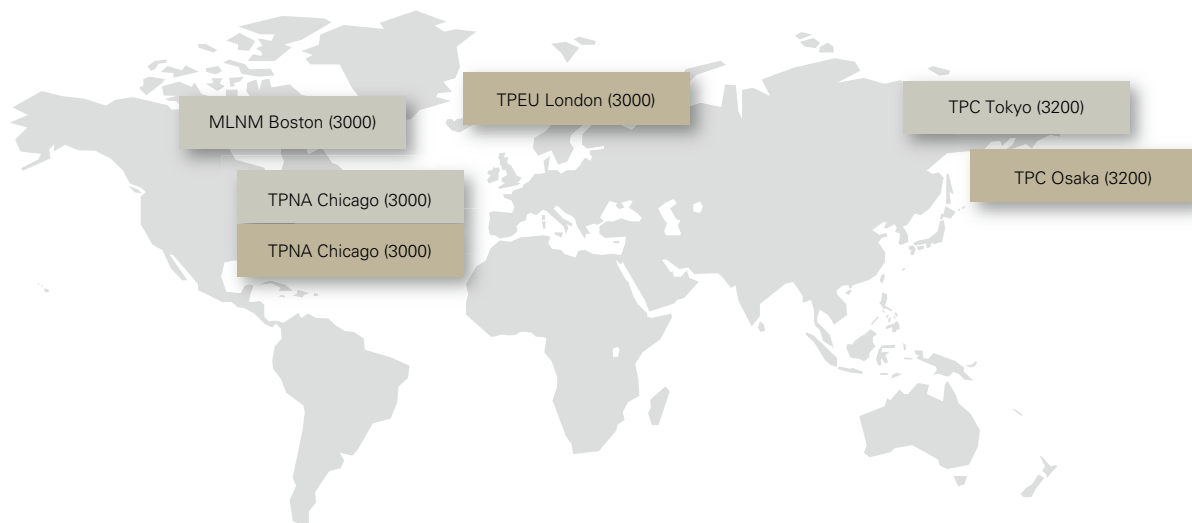 TPEU London (3000)
TPC Tokyo (3200)
MLNM Boston (3000)
TPC Osaka (3200)
TPNA Chicago (3000)
TPNA Chicago (3000)